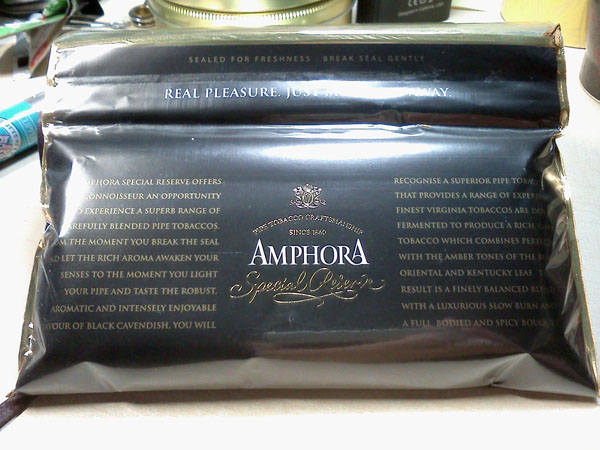 SEALED FOR FRESHNESS · BREAK SEAL GENTLY
REAL PLEASURE. JUST
AMPHORA SPECIAL RESERVE OFFERS
CONNOISSEUR AN OPPORTUNITY
EXPERIENCE A SUPERB RANGE OF
CAREFULLY BLENDED PIPE TOBACCOS.
THE MOMENT YOU BREAK THE SEAL
LET THE RICH AROMA AWAKEN YOUR
SENSES TO THE MOMENT YOU LIGHT
YOUR PIPE AND TASTE THE ROBUST,
AROMATIC AND INTENSELY ENJOYABLE
OF BLACK CAVENDISH. YOU WILL
PIPE TOBACCO CRAFTSMANSHIP
SINCE 1860
AMPHORA
Special Reserve
RECOGNISE A SUPERIOR PIPE
THAT PROVIDES A RANGE OF
FINEST VIRGINIA TOBACCOS ARE
FERMENTED TO PRODUCE A RICH
TOBACCO WHICH COMBINES
WITH THE AMBER TONES OF THE
ORIENTAL AND KENTUCKY LEAF.
RESULT IS A FINELY BALANCED
WITH A LUXURIOUS SLOW BURN
A FULL, BODIED AND SPICY